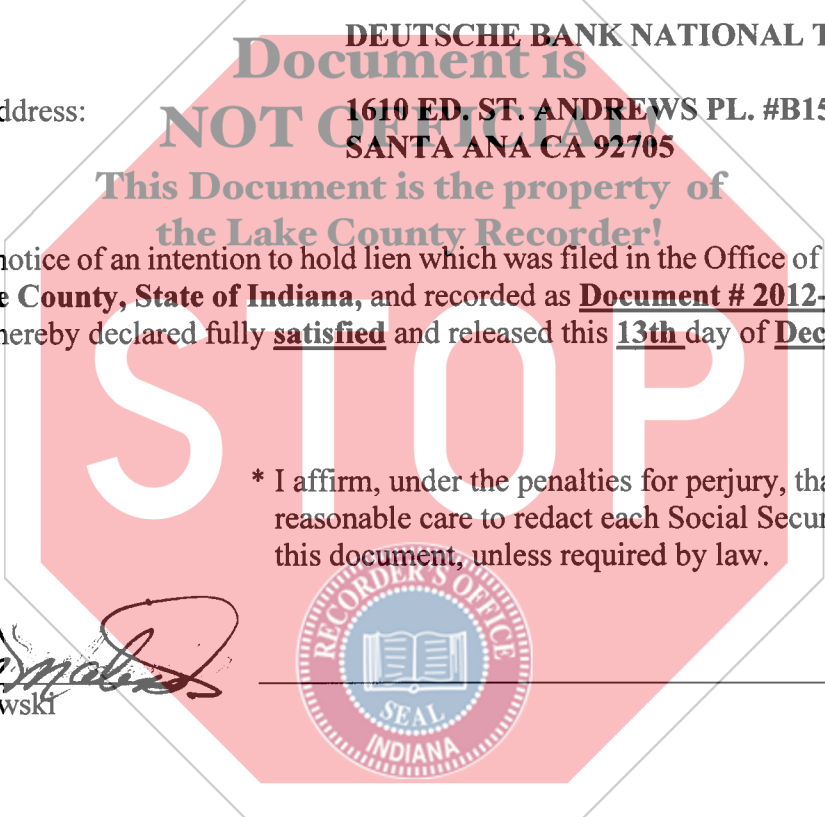 DEUTSCHE BANK NATIONAL T
Document is
ddress:
1610 ED. ST. ANDREWS PL. #B15
NOT OFFICIAL!
SANTA ANA CA 92705
This Document is the property of
the Lake County Recorder!
notice of an intention to hold lien which was filed in the Office of
e County, State of Indiana, and recorded as Document # 2012-
hereby declared fully satisfied and released this 13th day of Dec
STOP
* I affirm, under the penalties for perjury, tha
reasonable care to redact each Social Secur
this document, unless required by law.
RECORDER'S OFFICE
SEAL
INDIANA
wski